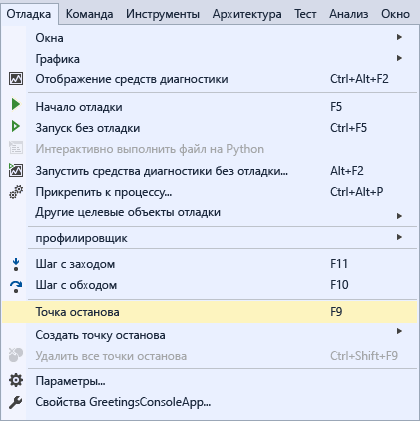 Отладка Команда Инструменты Архитектура Тест Анализ Окно
Окна
Графика
Отображение средств диагностики Ctrl+Alt+F2
Начало отладки F5
Запуск без отладки Ctrl+F5
Интерактивно выполнить файл на Python
Запустить средства диагностики без отладки... Alt+F2
Прикрепить к процессу... Ctrl+Alt+P
Другие целевые объекты отладки
профилировщик
Шаг с заходом F11
Шаг с обходом F10
Точка останова F9
Создать точку останова
Удалить все точки останова Ctrl+Shift+F9
Параметры...
Свойства GreetingsConsoleApp...